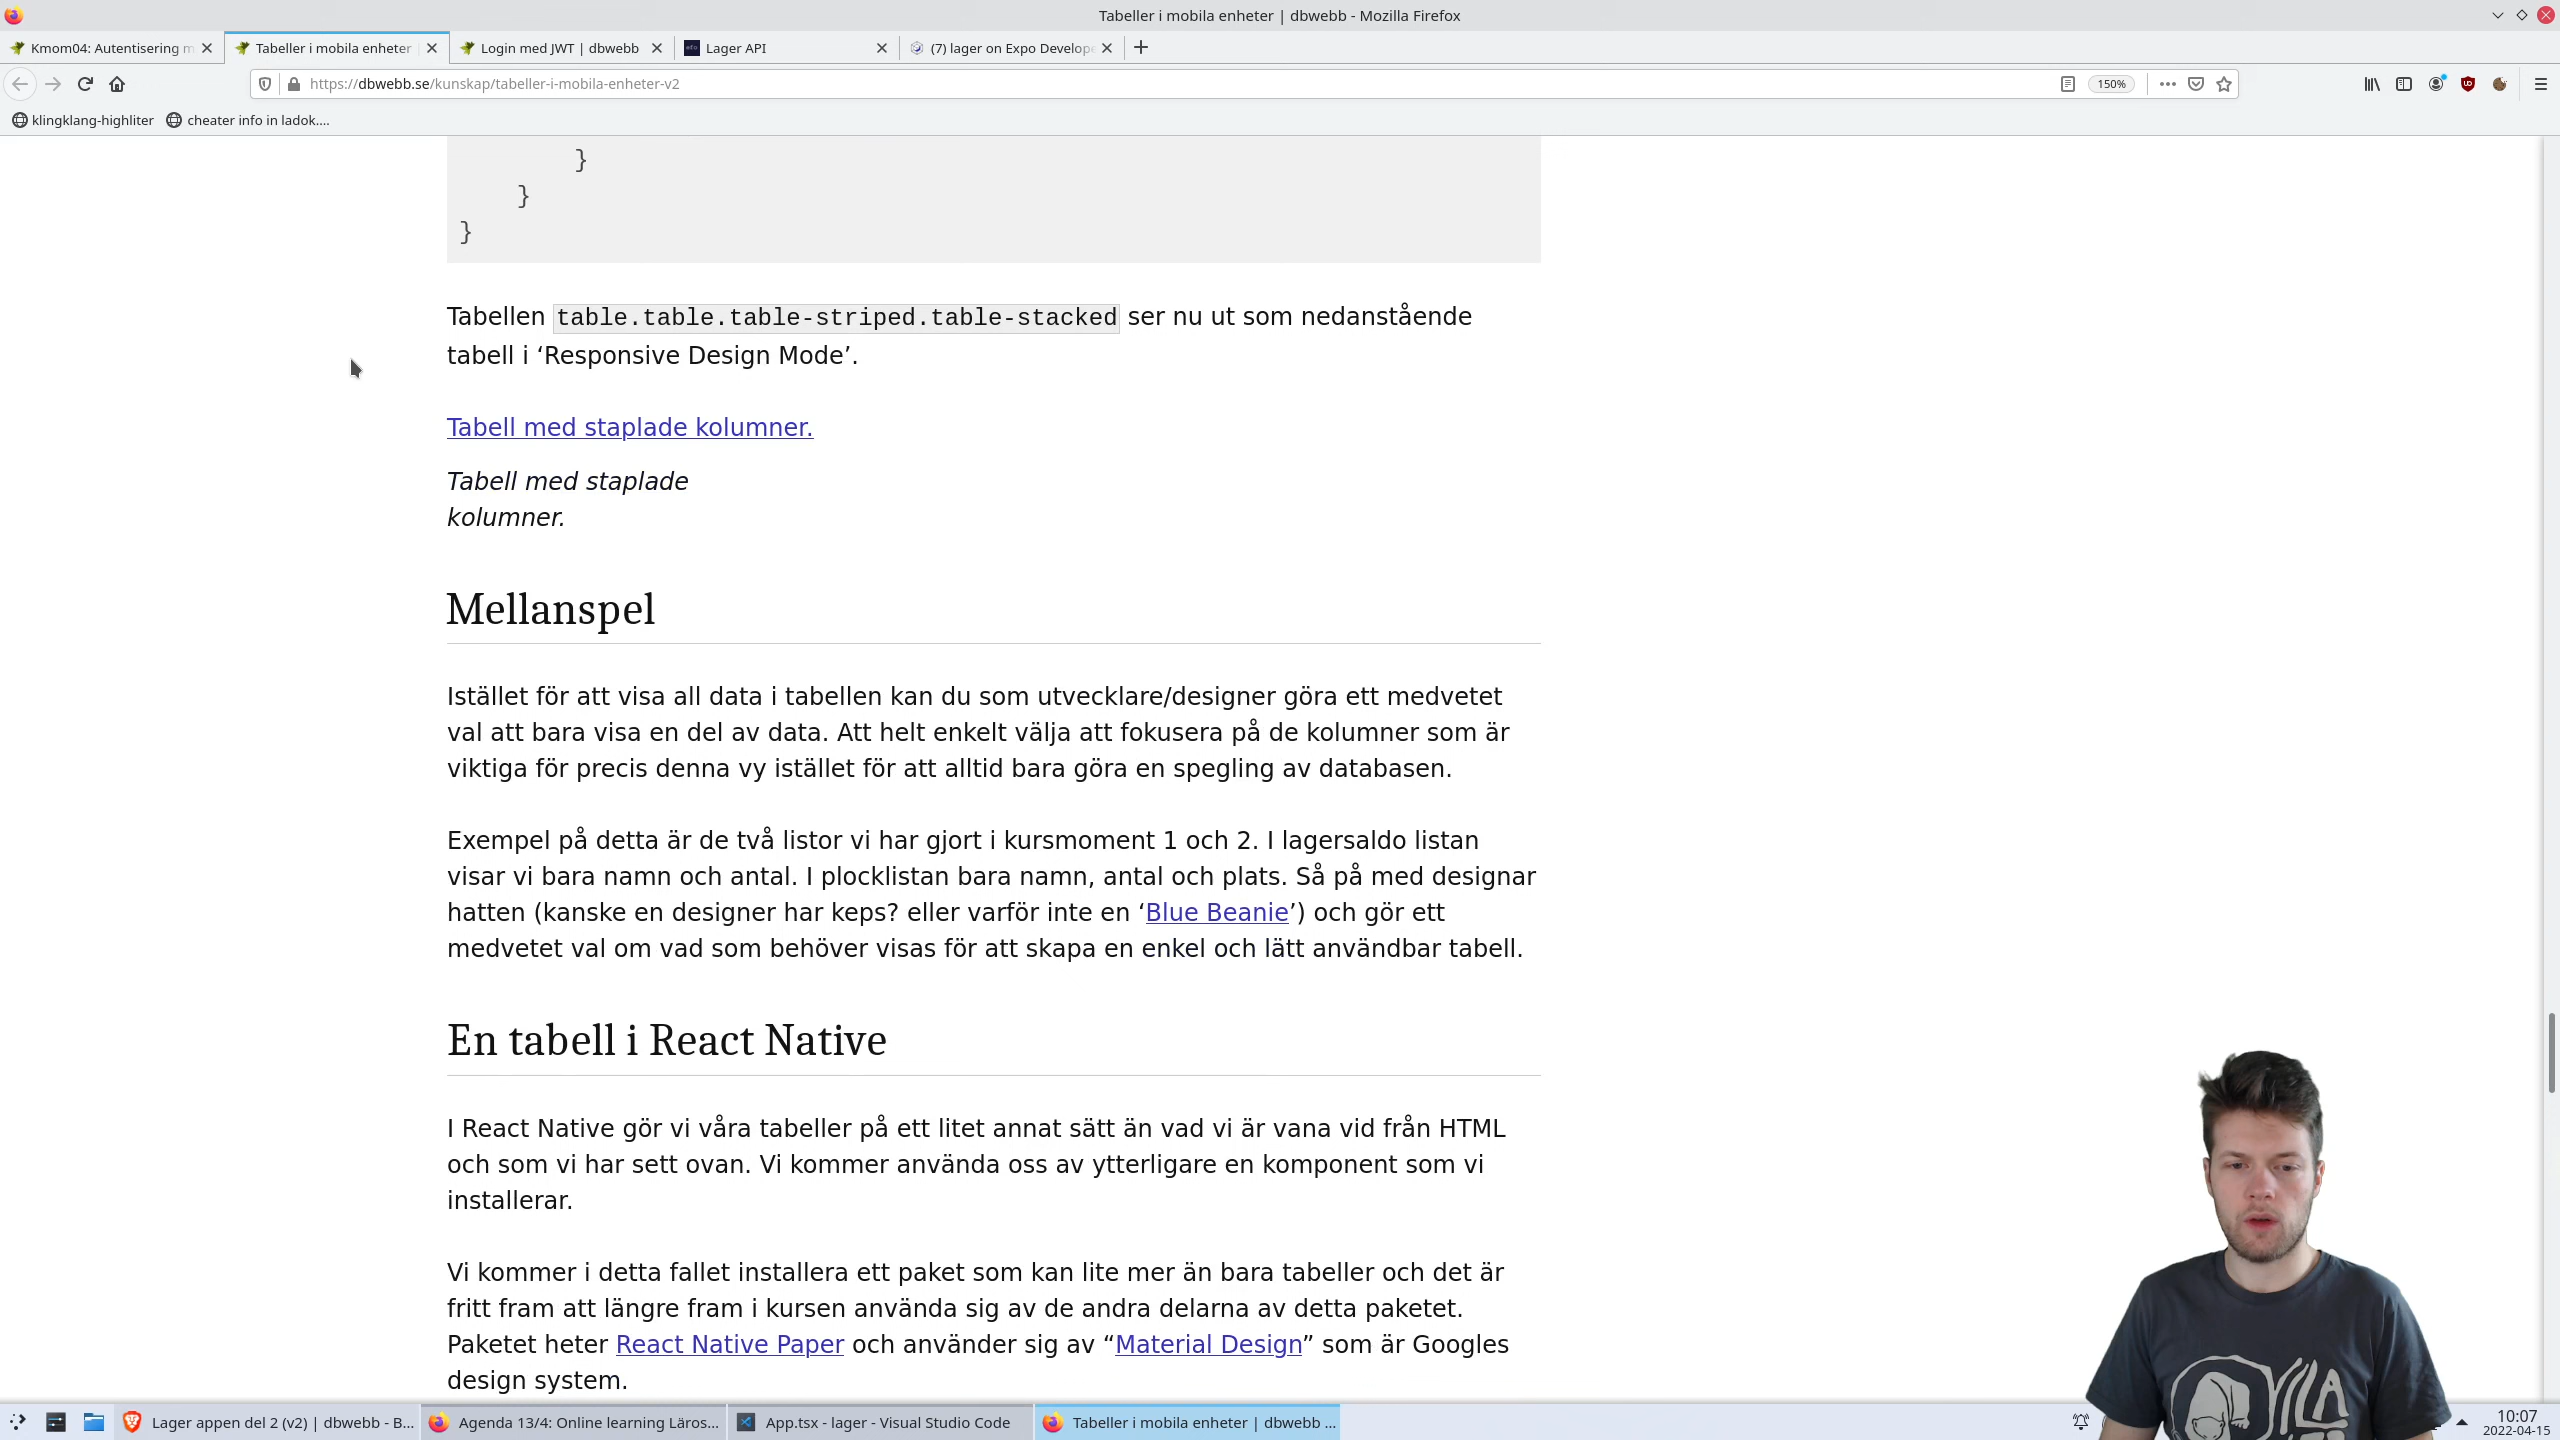 Tabeller i mobila enheter | dbwebb - Mozilla Firefox
Kmom04: Autentisering m
Tabeller i mobila enheter
Login med JWT | dbwebb
Lager API
(7) lager on Expo Develope
https://dbwebb.se/kunskap/tabeller-i-mobila-enheter-v2
150%
klingklang-highliter
cheater info in ladok....
}
}
}
Tabellen table.table.table-striped.table-stacked ser nu ut som nedanstående
tabell i ‘Responsive Design Mode’.
Tabell med staplade kolumner.
Tabell med staplade
kolumner.
Mellanspel
Istället för att visa all data i tabellen kan du som utvecklare/designer göra ett medvetet
val att bara visa en del av data. Att helt enkelt välja att fokusera på de kolumner som är
viktiga för precis denna vy istället för att alltid bara göra en spegling av databasen.
Exempel på detta är de två listor vi har gjort i kursmoment 1 och 2. I lagersaldo listan
visar vi bara namn och antal. I plocklistan bara namn, antal och plats. Så på med designar
hatten (kanske en designer har keps? eller varför inte en ‘Blue Beanie’) och gör ett
medvetet val om vad som behöver visas för att skapa en enkel och lätt användbar tabell.
En tabell i React Native
I React Native gör vi våra tabeller på ett litet annat sätt än vad vi är vana vid från HTML
och som vi har sett ovan. Vi kommer använda oss av ytterligare en komponent som vi
installerar.
Vi kommer i detta fallet installera ett paket som kan lite mer än bara tabeller och det är
fritt fram att längre fram i kursen använda sig av de andra delarna av detta paketet.
Paketet heter React Native Paper och använder sig av “Material Design” som är Googles
design system.
Lager appen del 2 (v2) | dbwebb - B...
Agenda 13/4: Online learning Läros...
App.tsx - lager - Visual Studio Code
Tabeller i mobila enheter | dbwebb ...
10:07
2022-04-15